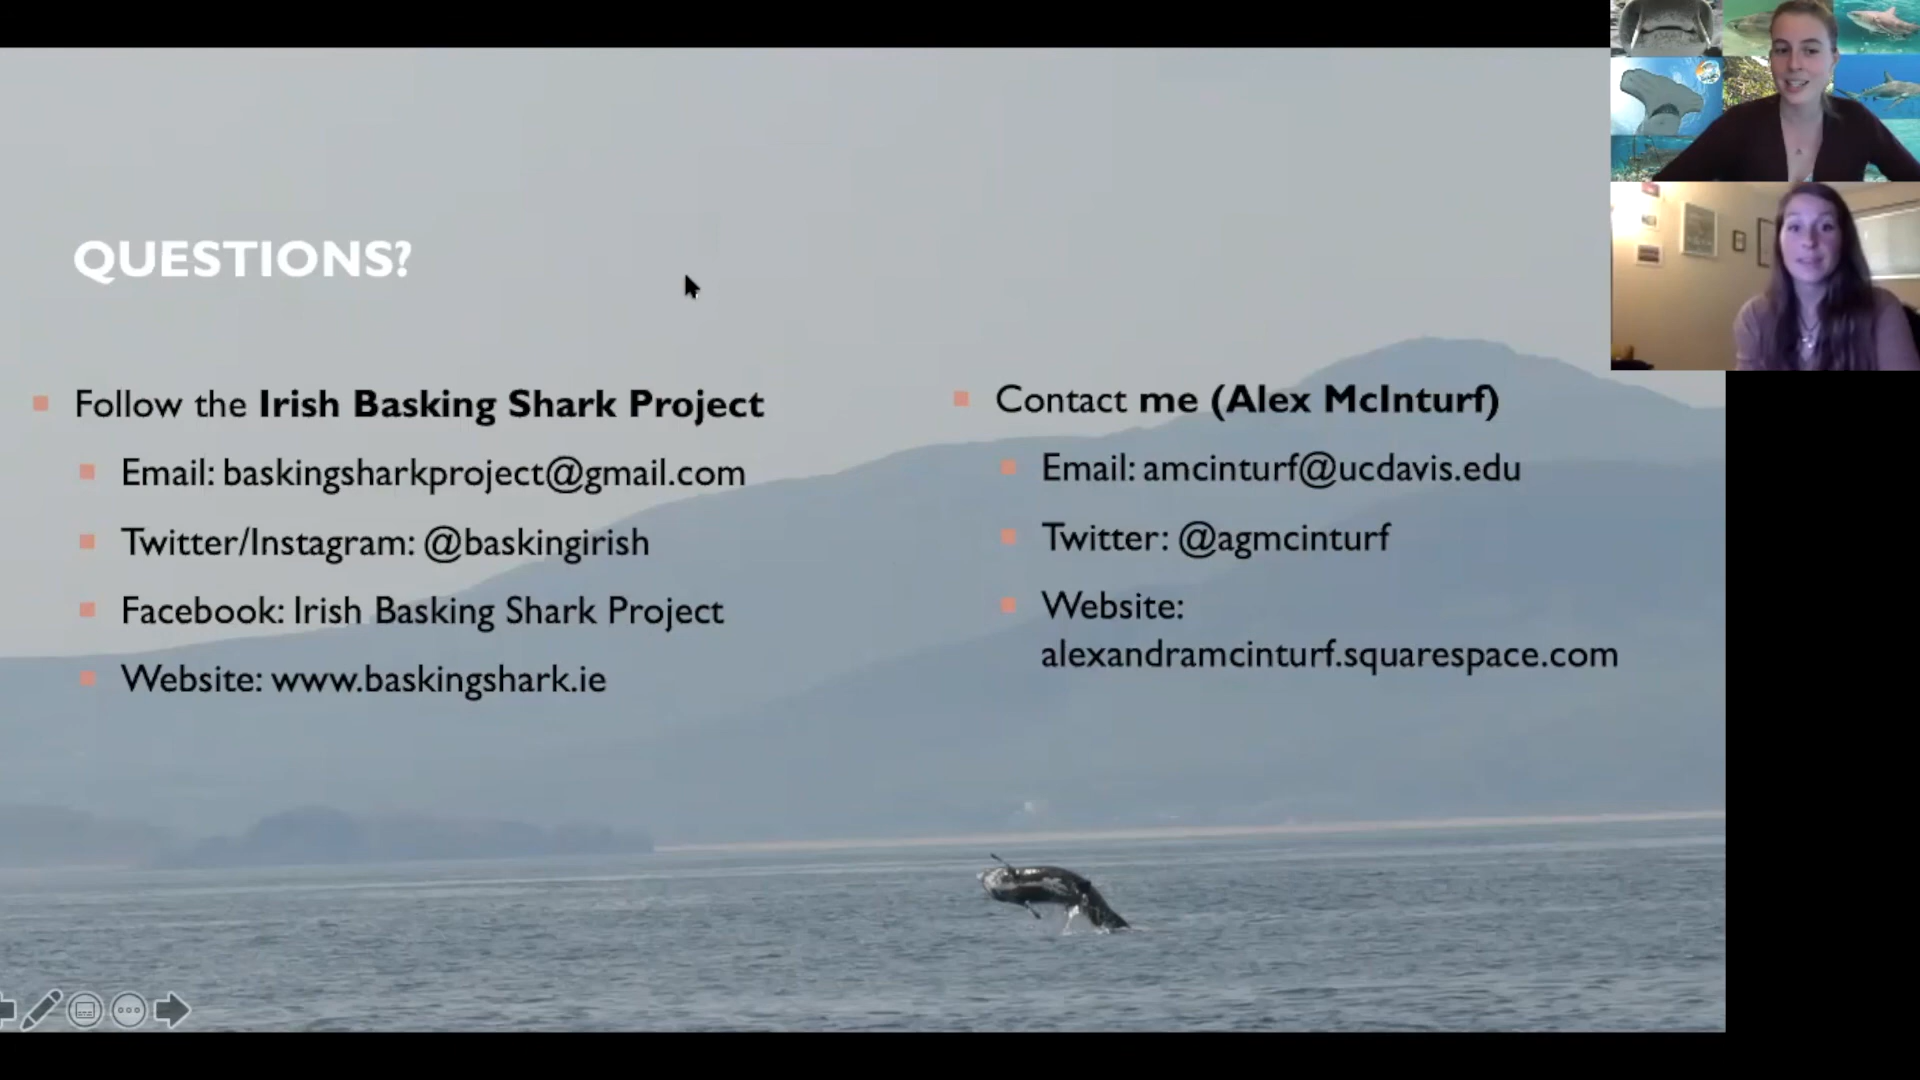 QUESTIONS?
Follow the Irish Basking Shark Project
Email: baskingsharkproject@gmail.com
Twitter/Instagram: @baskingirish
Facebook: Irish Basking Shark Project
Website: www.baskingshark.ie
Contact me (Alex McInturf)
Email: amcinturf@ucdavis.edu
Twitter: @agmcinturf
Website:
alexandramcinturf.squarespace.com